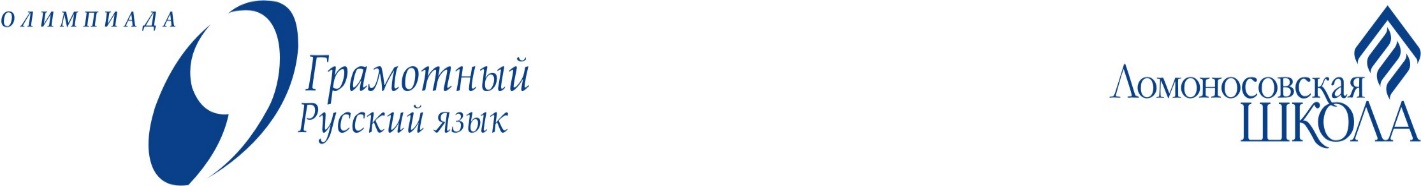 ОЛИМПИАДА
Грамотный
Русский язык
Ломоносовская
ШКОЛА